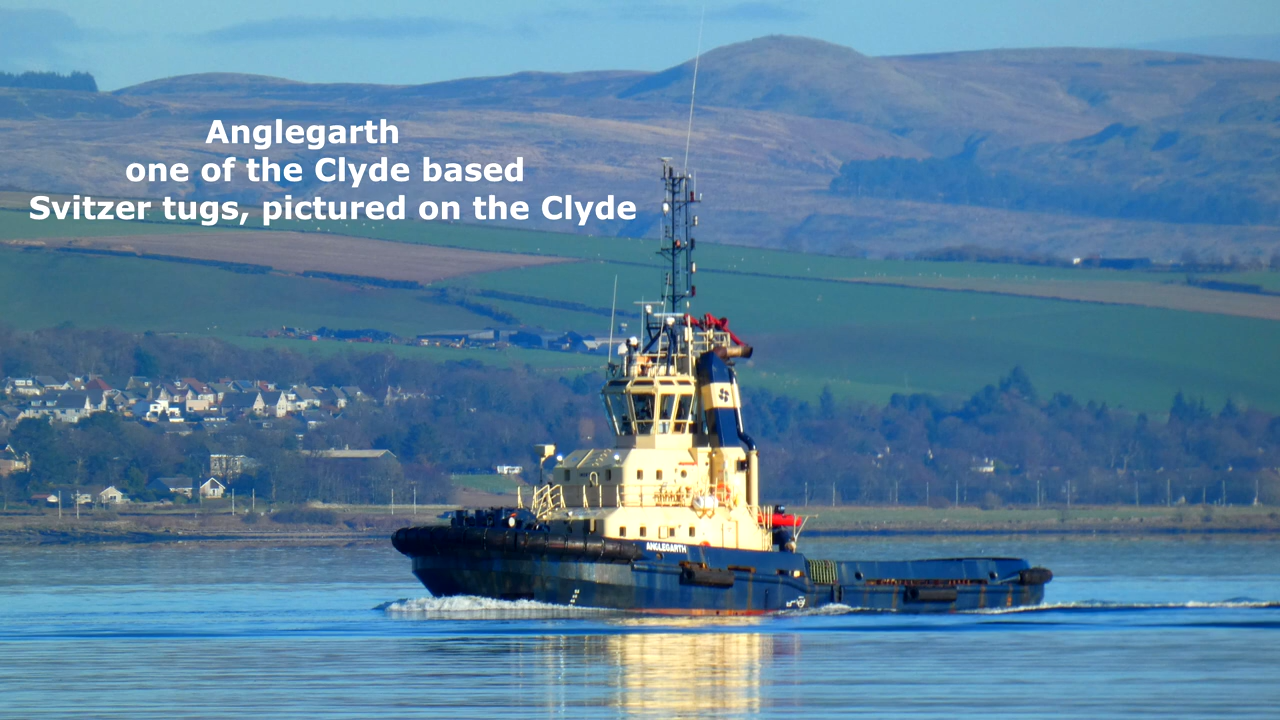 Anglegarth
one of the Clyde based
Svitzer tugs, pictured on the Clyde
ANGLEGARTH